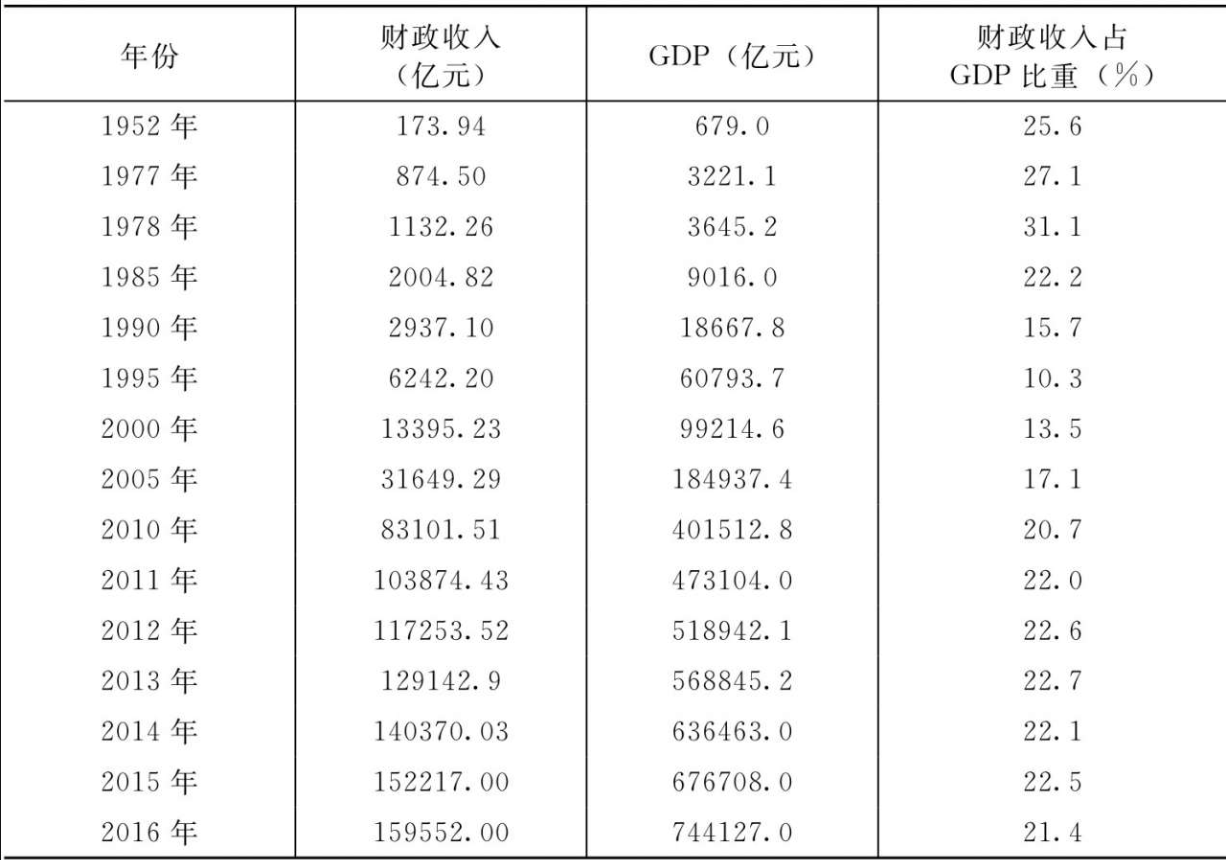 年份 财政收入（亿元） GDP（亿元） 财政收入占GDP比重（%）
1952年 173.94 679.0 25.6
1977年 874.50 3221.1 27.1
1978年 1132.26 3645.2 31.1
1985年 2004.82 9016.0 22.2
1990年 2937.10 18667.8 15.7
1995年 6242.20 60793.7 10.3
2000年 13395.23 99214.6 13.5
2005年 31649.29 184937.4 17.1
2010年 83101.51 401512.8 20.7
2011年 103874.43 473104.0 22.0
2012年 117253.52 518942.1 22.6
2013年 129142.9 568845.2 22.7
2014年 140370.03 636463.0 22.1
2015年 152217.00 676708.0 22.5
2016年 159552.00 744127.0 21.4